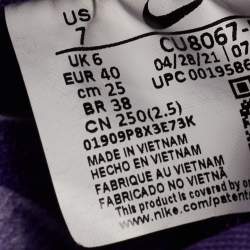 US
7
UK 6
EUR 40
cm 25
BR 38
CN 250(2.5)
01909P8X3E73K
CU8067-
04/28/21 07
UPC 0019586
MADE IN VIETNAM
HECHO EN VIETNAM
FABRIQUE AU VIETNAM
FABRICADO NO VIETNÃ
This product is covered by o
www.nike.com/patents